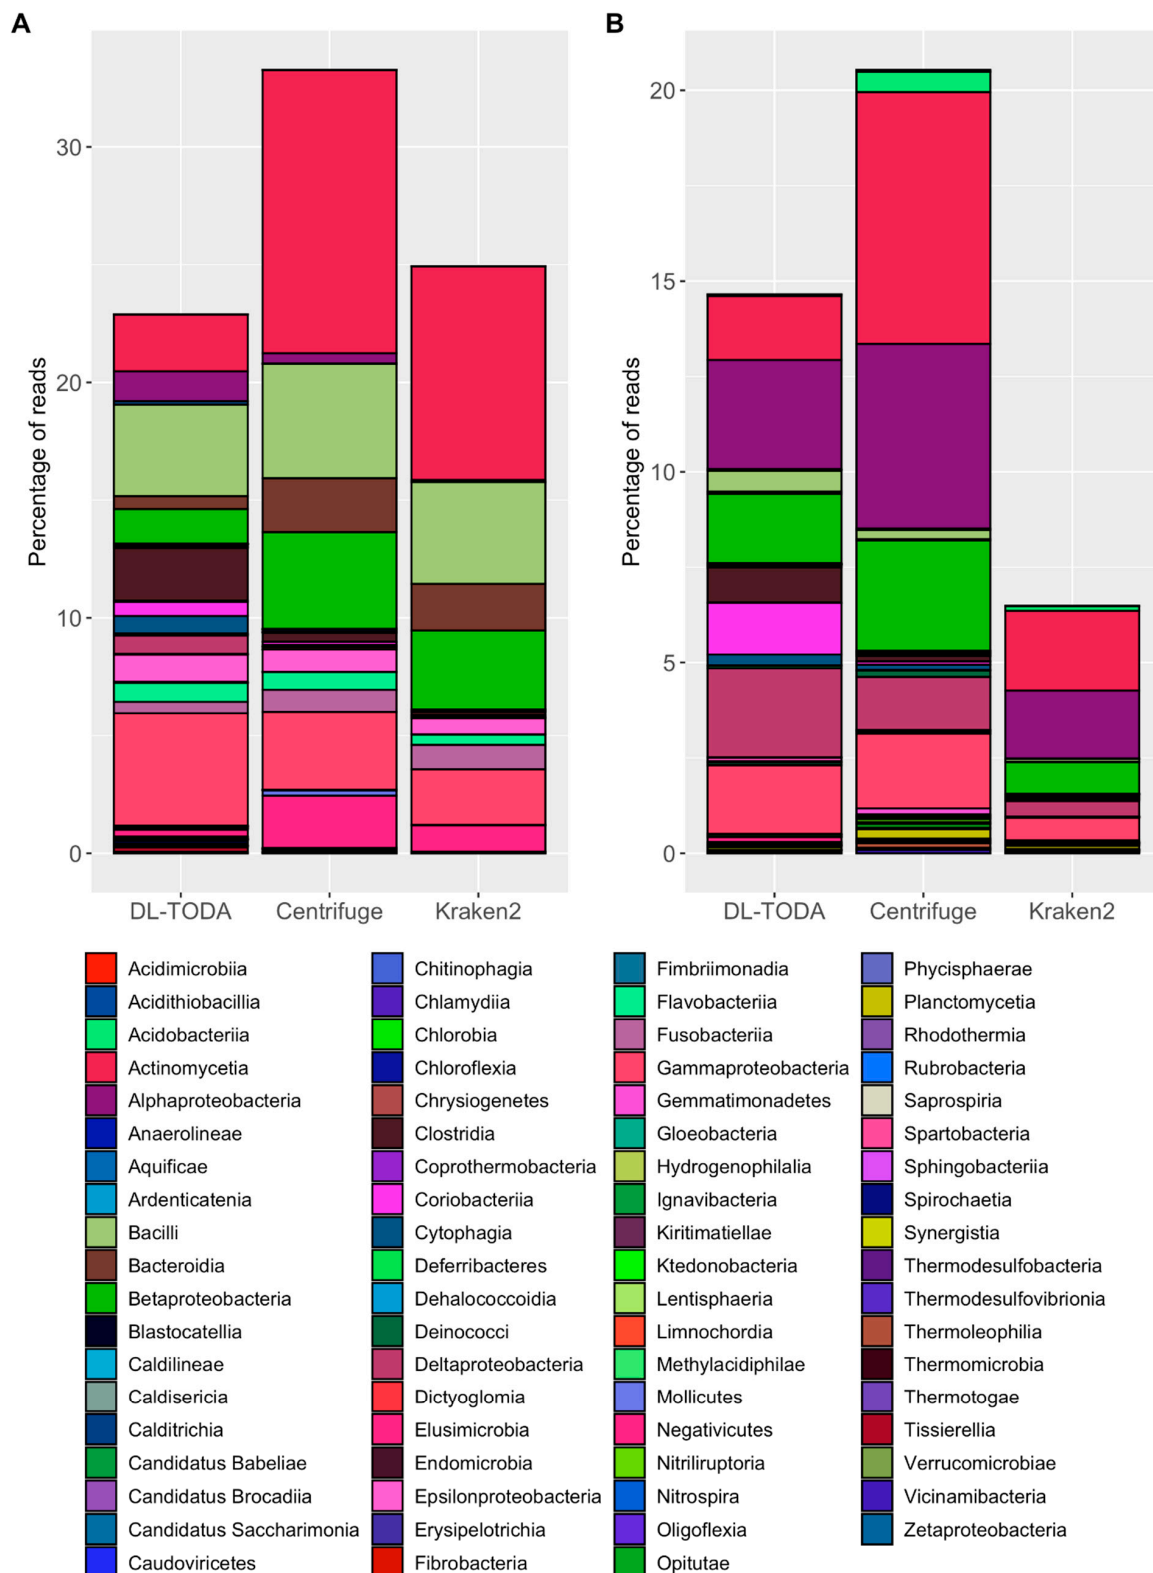 A
B
Percentage of reads
30
20
10
0
DL-TODA Centrifuge Kraken2
Percentage of reads
20
15
10
5
0
DL-TODA Centrifuge Kraken2
Acidimicrobiia
Acidithiobacillia
Acidobacteriia
Actinomycetia
Alphaproteobacteria
Anaerolineae
Aquificae
Ardenticatenia
Bacilli
Bacteroidia
Betaproteobacteria
Blastocatellia
Caldilineae
Caldisericia
Calditrichia
Candidatus Babeliae
Candidatus Brocadiia
Candidatus Saccharimonia
Caudoviricetes
Chitinophagia
Chlamydiia
Chlorobia
Chloroflexia
Chrysiogenetes
Clostridia
Coprothermobacteria
Coriobacteriia
Cytophagia
Deferribacteres
Dehalococcoidia
Deinococci
Deltaproteobacteria
Dictyoglomia
Elusimicrobia
Endomicrobia
Epsilonproteobacteria
Erysipelotrichia
Fibrobacteria
Fimbriimonadia
Flavobacteriia
Fusobacteriia
Gammaproteobacteria
Gemmatimonadetes
Gloeobacteria
Hydrogenophilalia
Ignavibacteria
Kiritimatiellae
Ktedonobacteria
Lentisphaeria
Limnochordia
Methylacidiphilae
Mollicutes
Negativicutes
Nitriliruptoria
Nitrospira
Oligoflexia
Opitutae
Phycisphaerae
Planctomycetia
Rhodothermia
Rubrobacteria
Saprospiria
Spartobacteria
Sphingobacteriia
Spirochaetia
Synergistia
Thermodesulfobacteria
Thermodesulfovibrionia
Thermoleophilia
Thermomicrobia
Thermotogae
Tissierellia
Verrucomicrobiae
Vicinamibacteria
Zetaproteobacteria